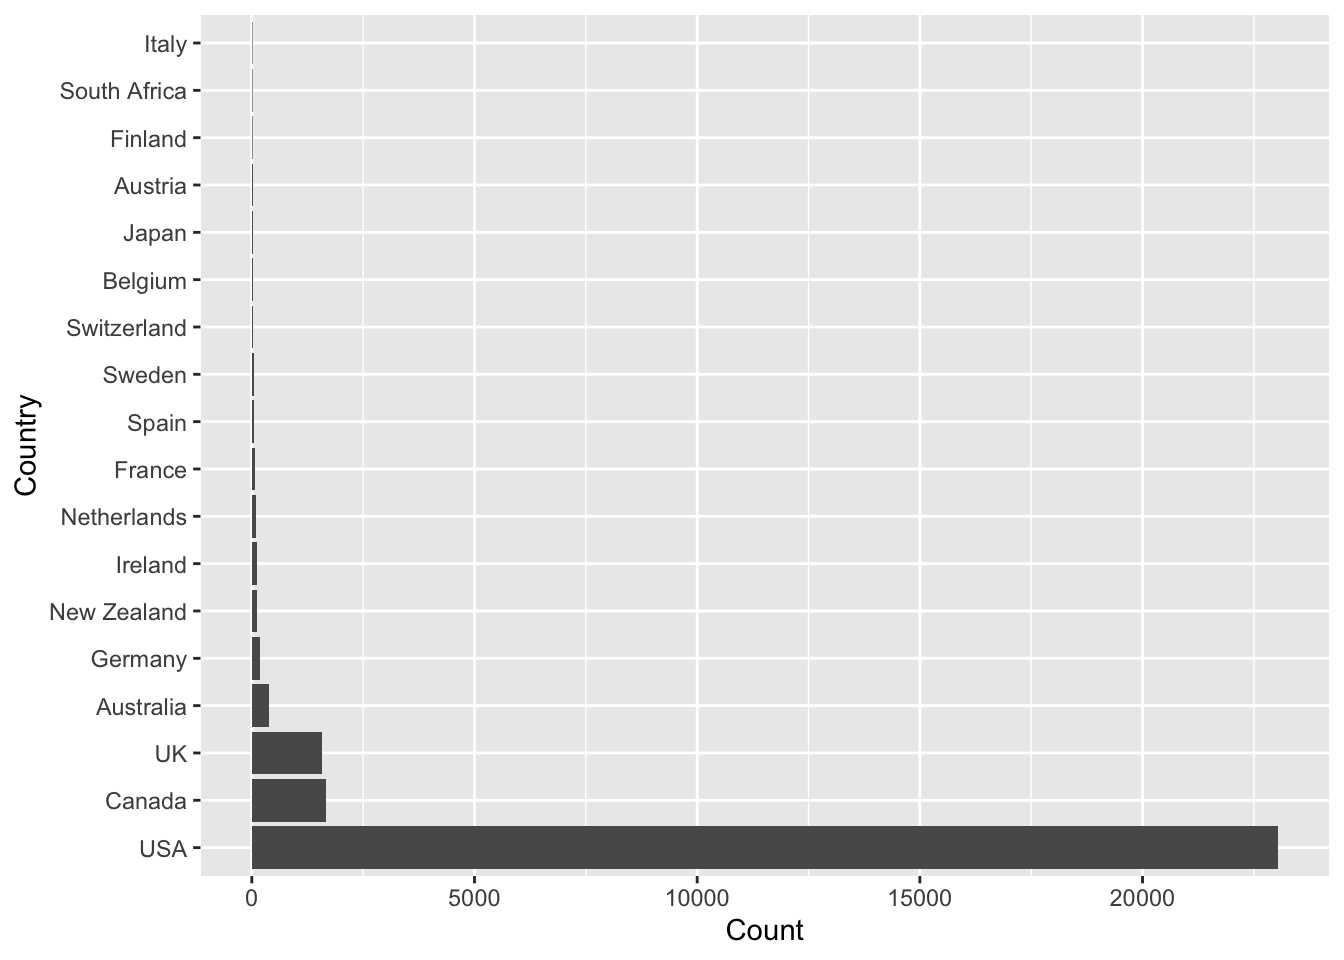 Italy
South Africa
Finland
Austria
Japan
Belgium
Switzerland
Sweden
Spain
France
Netherlands
Ireland
New Zealand
Germany
Australia
UK
Canada
USA
Country
0 5000 10000 15000 20000
Count